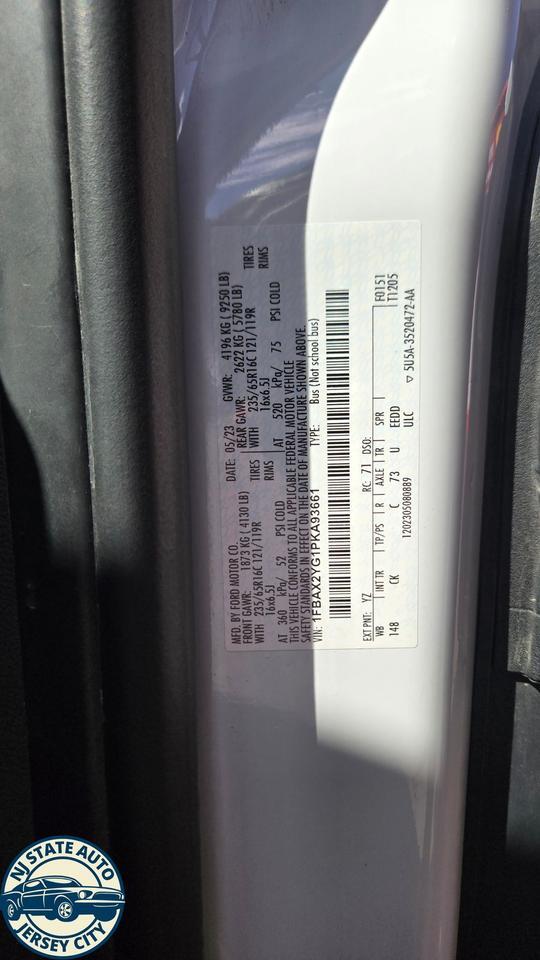 MFD. BY FORD MOTOR CO. DATE: 05/23 GVWR: 4196 KG ( 9250 LB)
FRONT GAWR: 1873 KG ( 4130 LB) REAR GAWR: 2622 KG ( 5780 LB)
WITH 235/65R16C 121/119R TIRES WITH 235/65R16C 121/119R TIRES
16x6.5J RIMS 16x6.5J RIMS
AT 360 kPa/ 52 PSI COLD AT 520 kPa/ 75 PSI COLD
THIS VEHICLE CONFORMS TO ALL APPLICABLE FEDERAL MOTOR VEHICLE
SAFETY STANDARDS IN EFFECT ON THE DATE OF MANUFACTURE SHOWN ABOVE.
VIN: 1FBAX2YG1PKA93661 TYPE: Bus (Not school bus)
EXT PNT: YZ RC: 71 DSO: F0151
WB INT TR TP/PS R AXLE TR SPR T1205
148 CK C 73 U EEDD
ULC
1202305080889 5U5A-3520472-AA
NJ STATE AUTO
JERSEY CITY